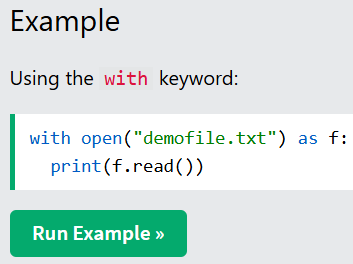 Example
Using the with keyword:
with open("demofile.txt") as f:
  print(f.read())
Run Example »